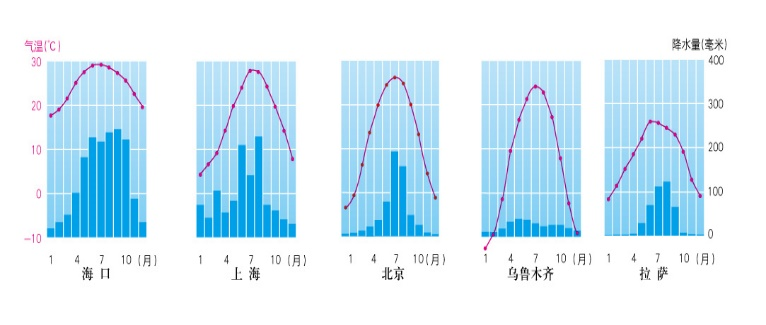 气温(℃)
降水量(毫米)
30
20
10
0
－10
400
300
200
100
0
1 4 7 10 (月)
1 4 7 10 (月)
1 4 7 10 (月)
1 4 7 10 (月)
1 4 7 10 (月)
海口
上海
北京
乌鲁木齐
拉萨